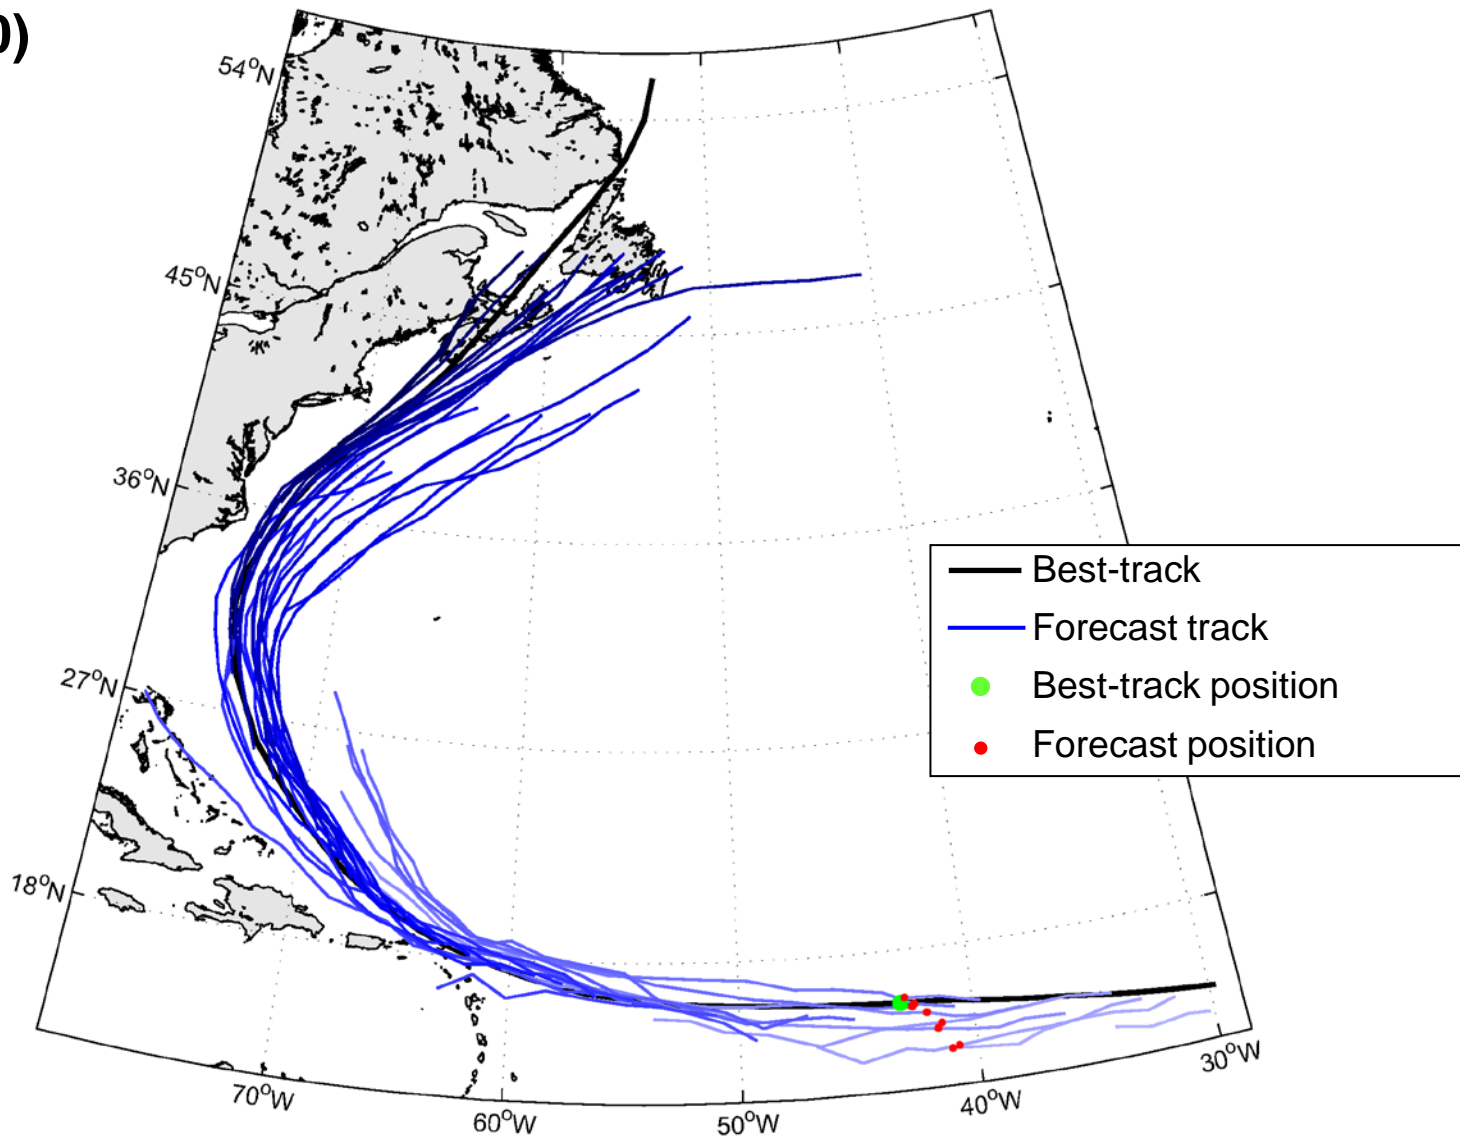 0)
54°N
45°N
36°N
27°N
18°N
70°W
60°W
50°W
40°W
30°W
Best-track
Forecast track
Best-track position
Forecast position